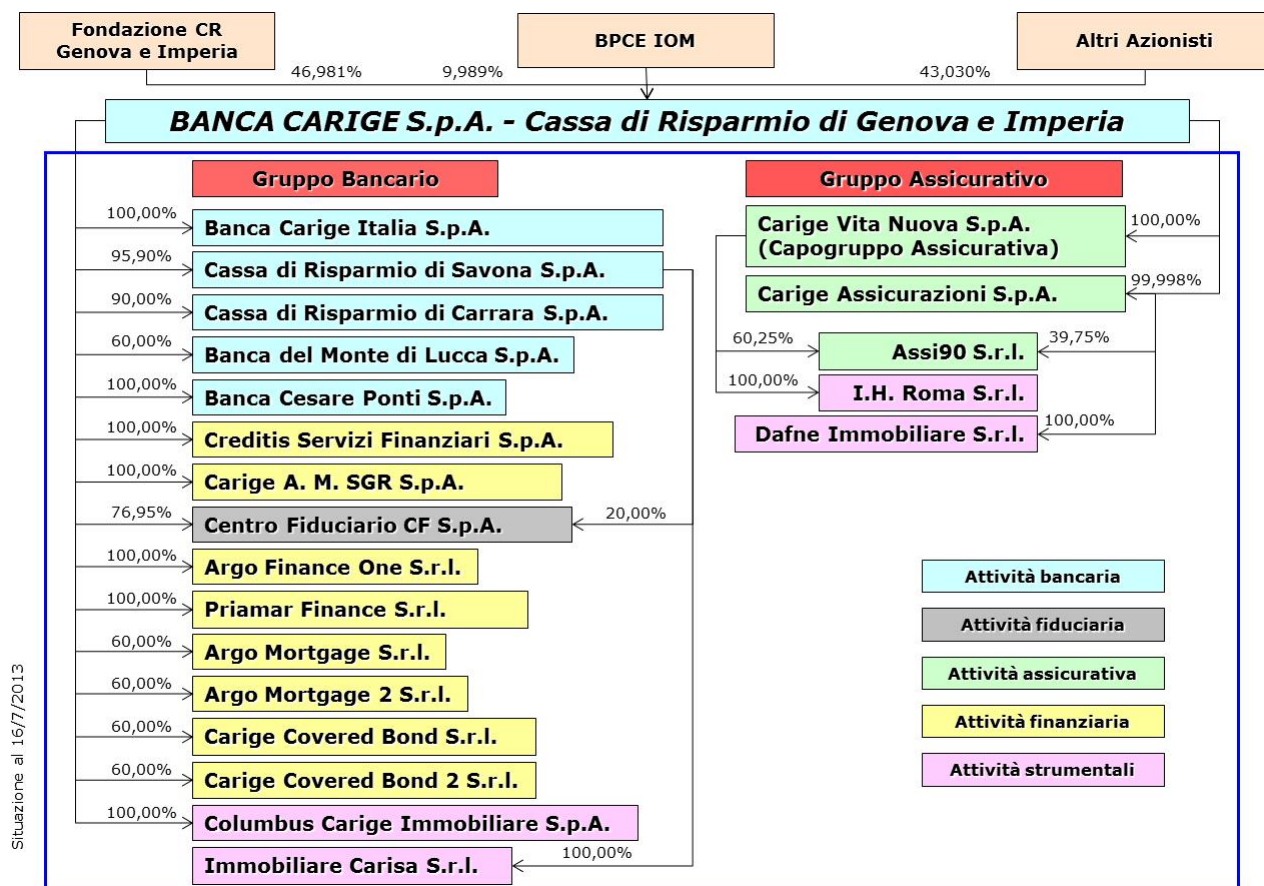 Fondazione CR
Genova e Imperia
BPCE IOM
Altri Azionisti
46,981%
9,989%
43,030%
BANCA CARIGE S.p.A. - Cassa di Risparmio di Genova e Imperia
Gruppo Bancario
100,00%
Banca Carige Italia S.p.A.
95,90%
Cassa di Risparmio di Savona S.p.A.
90,00%
Cassa di Risparmio di Carrara S.p.A.
60,00%
Banca del Monte di Lucca S.p.A.
100,00%
Banca Cesare Ponti S.p.A.
100,00%
Creditis Servizi Finanziari S.p.A.
100,00%
Carige A. M. SGR S.p.A.
76,95%
Centro Fiduciario CF S.p.A.
20,00%
100,00%
Argo Finance One S.r.l.
100,00%
Priamar Finance S.r.l.
60,00%
Argo Mortgage S.r.l.
60,00%
Argo Mortgage 2 S.r.l.
60,00%
Carige Covered Bond S.r.l.
60,00%
Carige Covered Bond 2 S.r.l.
100,00%
Columbus Carige Immobiliare S.p.A.
Immobiliare Carisa S.r.l.
100,00%
Gruppo Assicurativo
Carige Vita Nuova S.p.A.
(Capogruppo Assicurativa)
100,00%
Carige Assicurazioni S.p.A.
99,998%
60,25%
Assi90 S.r.l.
39,75%
100,00%
I.H. Roma S.r.l.
Dafne Immobiliare S.r.l.
100,00%
Attività bancaria
Attività fiduciaria
Attività assicurativa
Attività finanziaria
Attività strumentali
Situazione al 16/7/2013